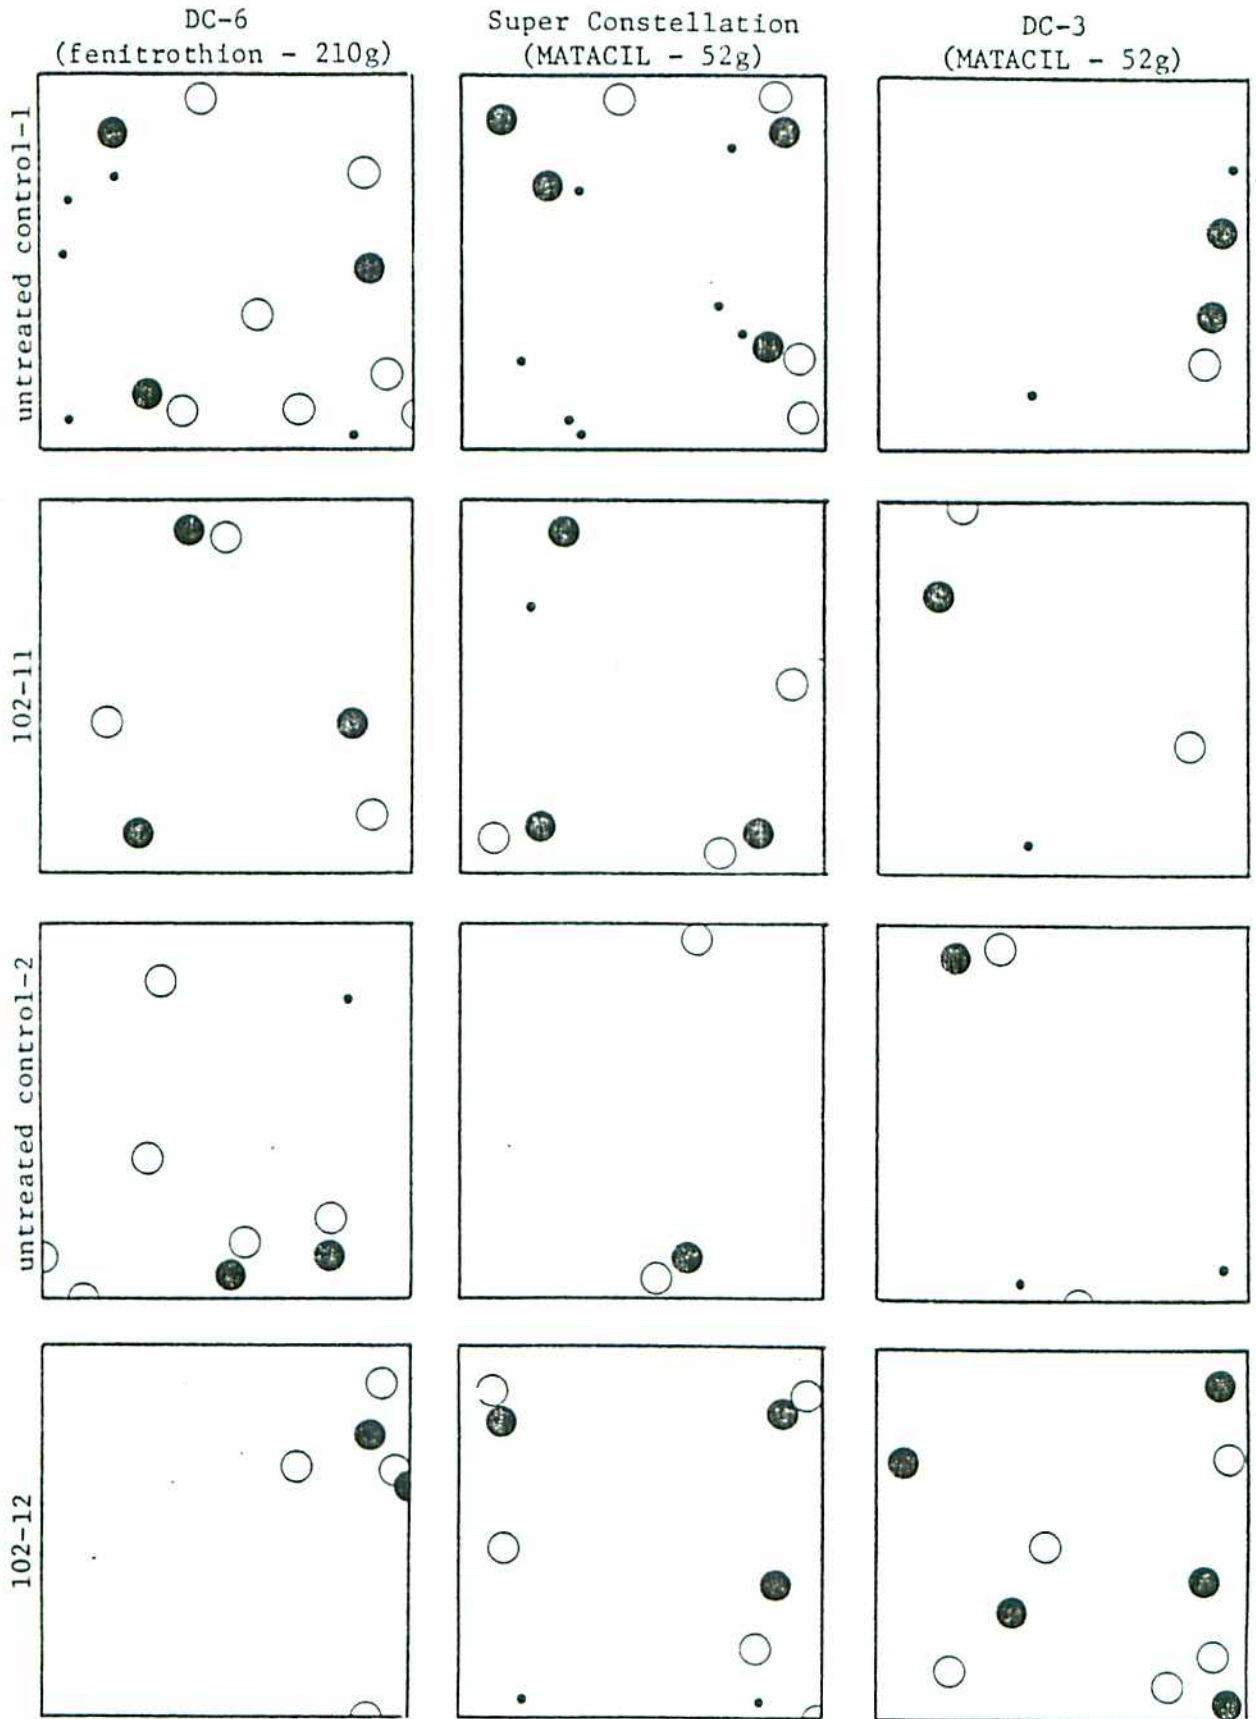 DC-6
(fenitrothion - 210g)
Super Constellation
(MATACIL - 52g)
DC-3
(MATACIL - 52g)
untreated control-1
102-11
untreated control-2
102-12